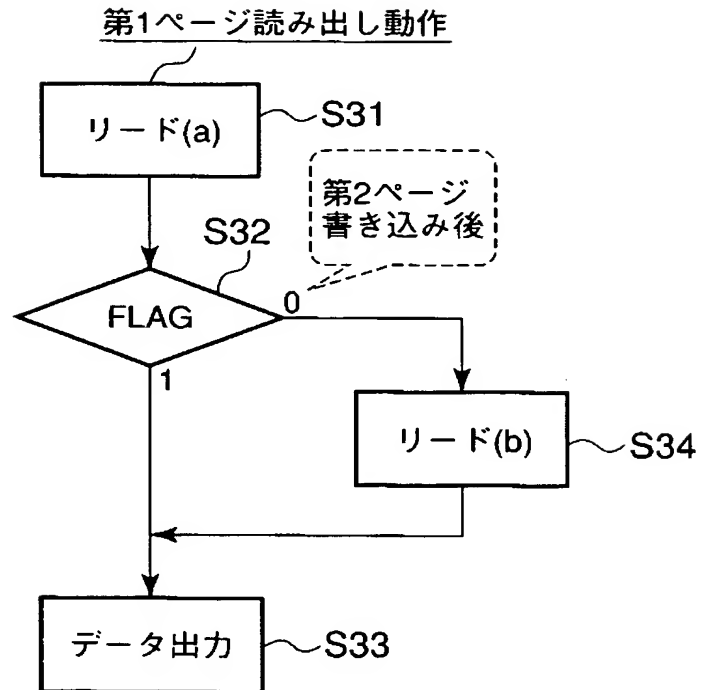 第1ページ読み出し動作
リード(a)
S31
第2ページ
書き込み後
S32
FLAG
0
1
リード(b)
S34
データ出力
S33